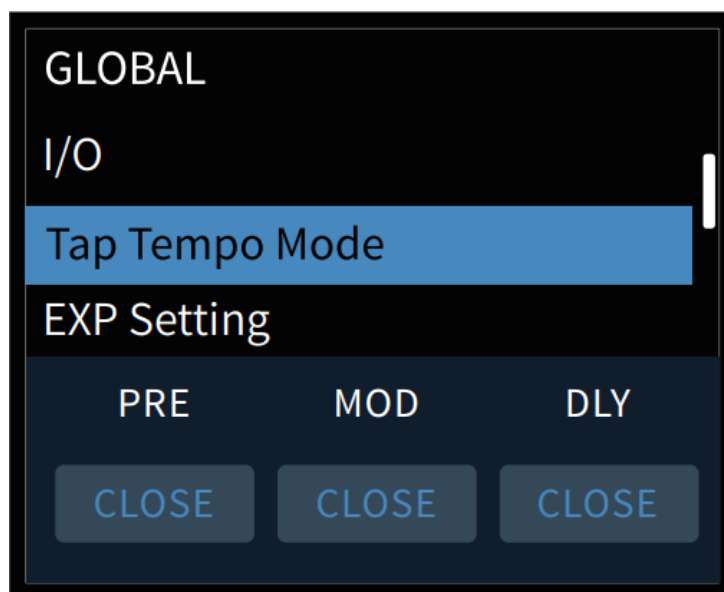 GLOBAL
I/O
Tap Tempo Mode
EXP Setting
PRE MOD DLY
CLOSE CLOSE CLOSE